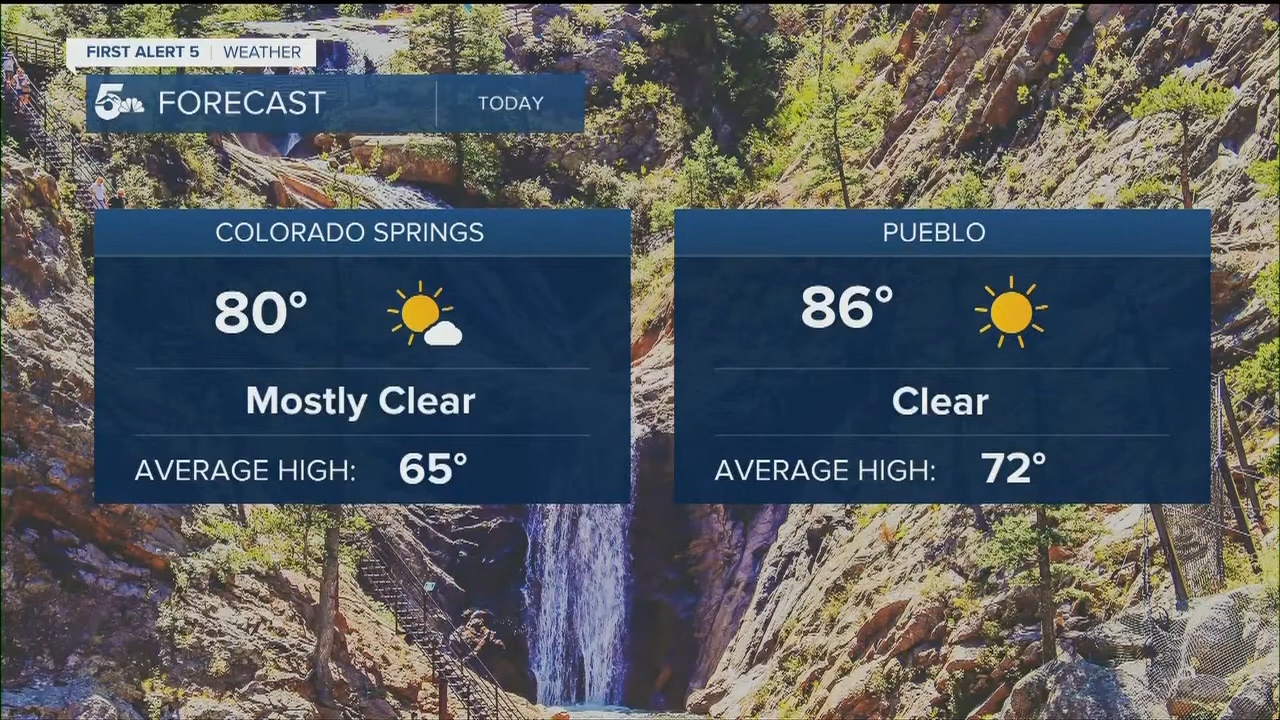 FIRST ALERT 5 | WEATHER
5 FORECAST | TODAY
COLORADO SPRINGS
80°
Mostly Clear
AVERAGE HIGH: 65°
PUEBLO
86°
Clear
AVERAGE HIGH: 72°